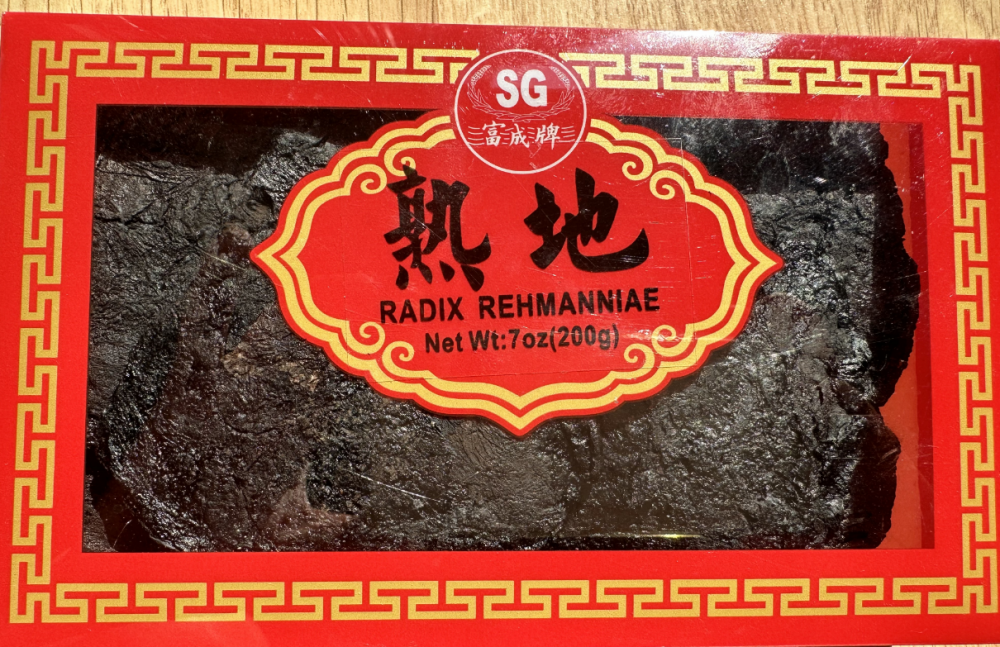 SG
富成牌
熟地
RADIX REHMANNIAE
Net Wt:7oz(200g)